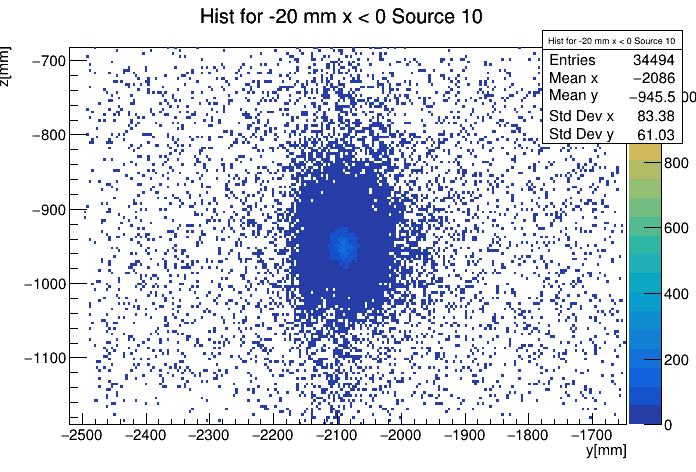 Hist for -20 mm x < 0 Source 10
Hist for -20 mm x < 0 Source 10
Entries 34494
Mean x −2086
Mean y −945.5
Std Dev x 83.38
Std Dev y 61.03
z[mm]
−700
−800
−900
−1000
−1100
−2500 −2400 −2300 −2200 −2100 −2000 −1900 −1800 −1700
y[mm]
00
800
600
400
200
0